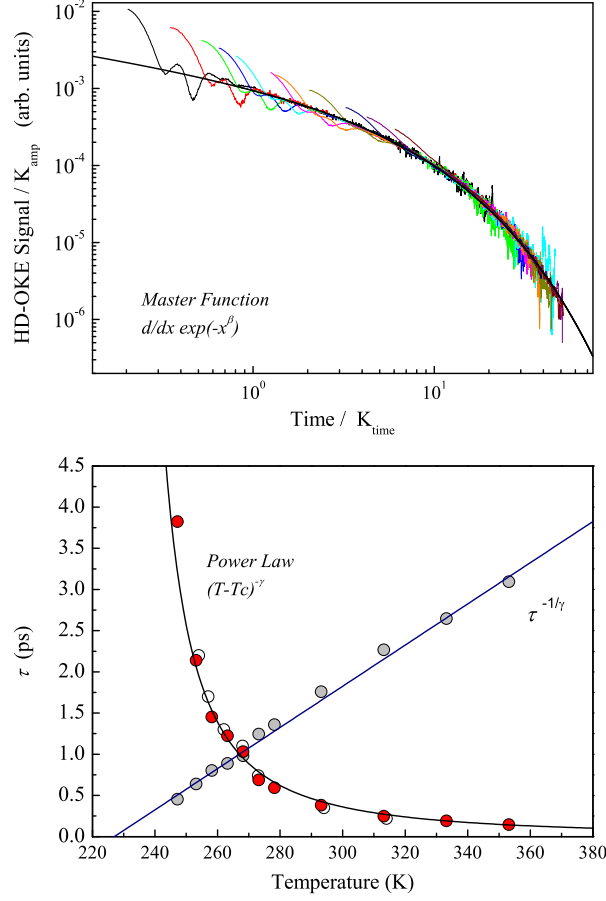 HD-OKE Signal / K_amp (arb. units)
10^-2
10^-3
10^-4
10^-5
10^-6
Master Function
d/dx exp(-x^β)
10^0
10^1
Time / K_time
τ (ps)
4.5
4.0
3.5
3.0
2.5
2.0
1.5
1.0
0.5
0.0
Power Law
(T-Tc)^-γ
τ^-1/γ
220 240 260 280 300 320 340 360 380
Temperature (K)